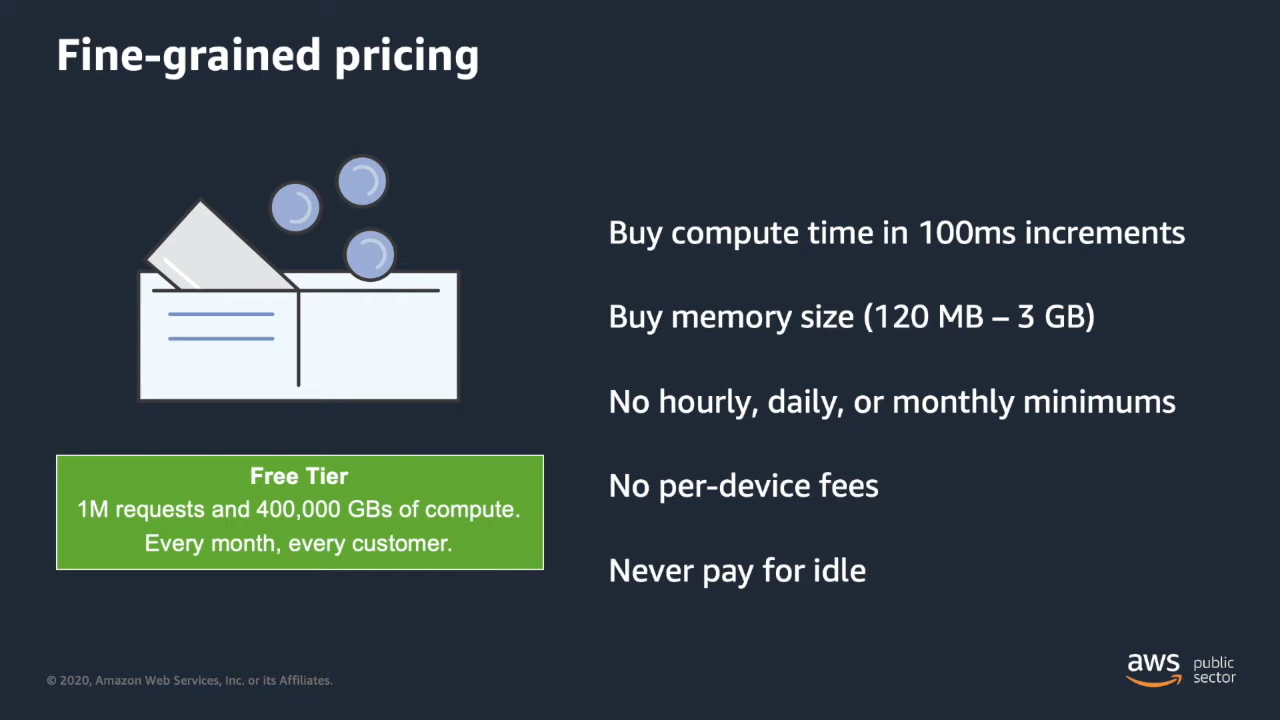 Fine-grained pricing
Buy compute time in 100ms increments
Buy memory size (120 MB – 3 GB)
No hourly, daily, or monthly minimums
No per-device fees
Never pay for idle
Free Tier
1M requests and 400,000 GBs of compute.
Every month, every customer.
© 2020, Amazon Web Services, Inc. or its Affiliates.
aws public
sector